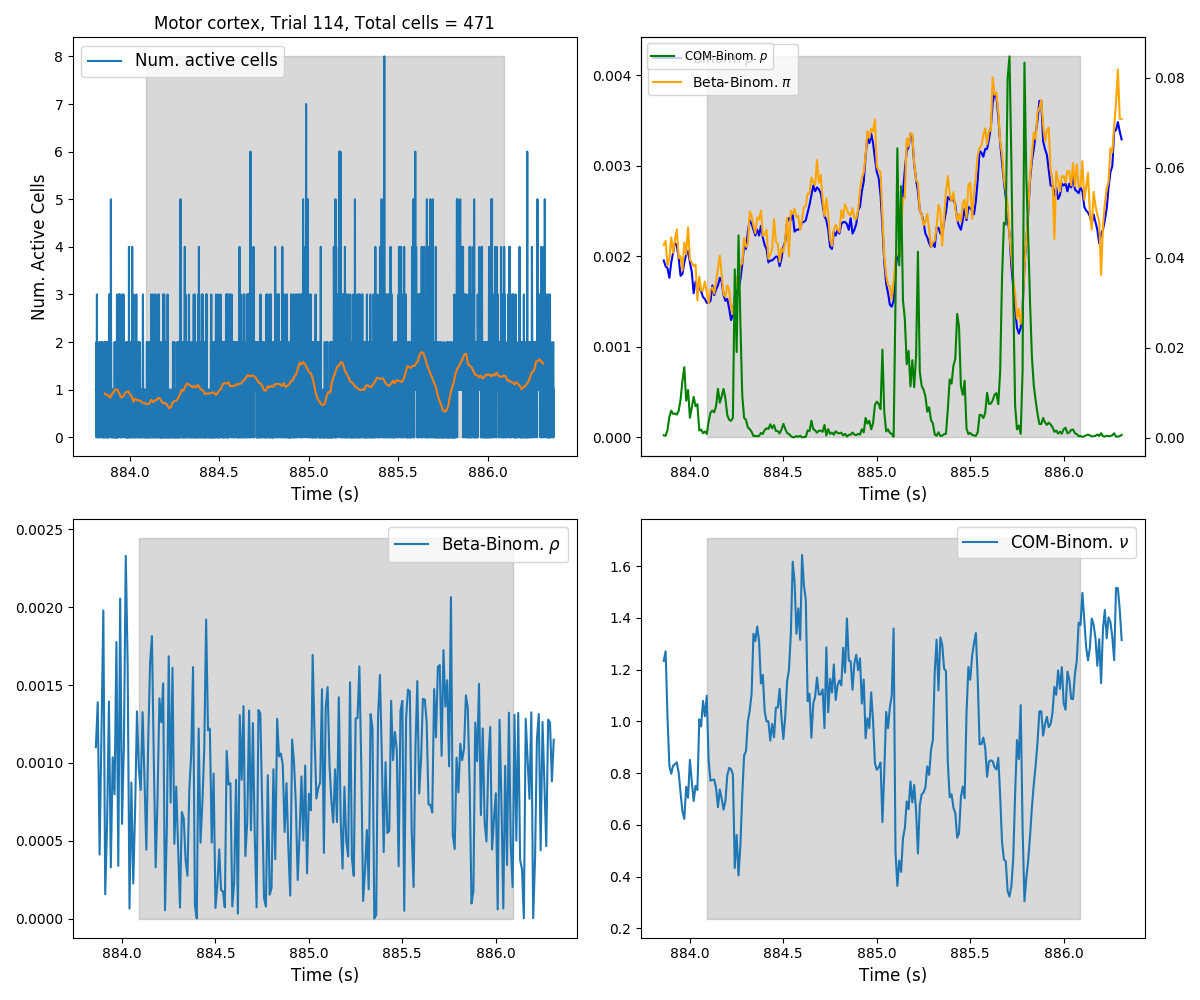 Motor cortex, Trial 114, Total cells = 471
Num. active cells
8
7
6
5
4
3
2
1
0
Num. Active Cells
884.0 884.5 885.0 885.5 886.0
Time (s)
COM-Binom. p
Beta-Binom. π
0.004
0.003
0.002
0.001
0.000
0.08
0.06
0.04
0.02
0.00
884.0 884.5 885.0 885.5 886.0
Time (s)
Beta-Binom. ρ
0.0025
0.0020
0.0015
0.0010
0.0005
0.0000
884.0 884.5 885.0 885.5 886.0
Time (s)
COM-Binom. ν
1.6
1.4
1.2
1.0
0.8
0.6
0.4
0.2
884.0 884.5 885.0 885.5 886.0
Time (s)